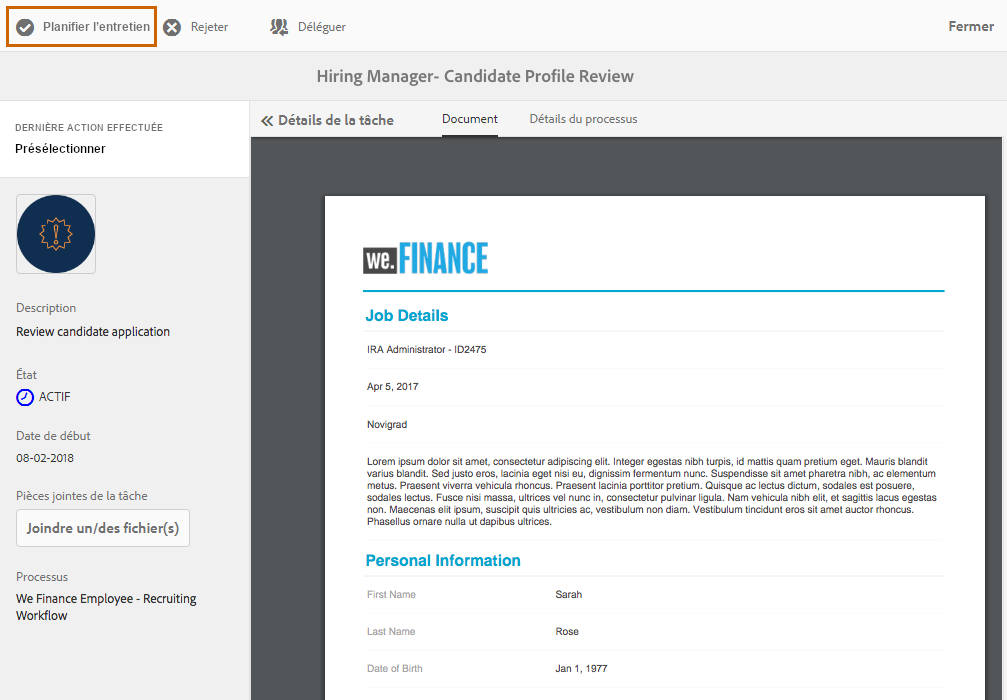 Planifier l'entretien
Rejeter
Déléguer
Fermer
Hiring Manager- Candidate Profile Review
DERNIÈRE ACTION EFFECTUÉE
Présélectionner
Détails de la tâche
Document
Détails du processus
Description
Review candidate application
État
ACTIF
Date de début
08-02-2018
Pièces jointes de la tâche
Joindre un/des fichier(s)
Processus
We Finance Employee - Recruiting
Workflow
we.FINANCE
Job Details
IRA Administrator - ID2475
Apr 5, 2017
Novigrad
Lorem ipsum dolor sit amet, consectetur adipiscing elit. Integer egestas nibh turpis, id mattis quam pretium eget. Mauris blandit
varius blandit. Sed justo eros, lacinia eget nisi eu, dignissim fermentum nunc. Suspendisse sit amet pharetra nibh, ac elementum
metus. Praesent viverra vehicula rhoncus. Praesent lacinia porttitor pretium. Quisque ac lectus dictum, sodales est posuere,
sodales lectus. Fusce nisi massa, ultrices vel nunc in, consectetur pulvinar ligula. Nam vehicula nibh elit, et sagittis lacus egestas
non. Maecenas elit ipsum, suscipit quis ultricies ac, vestibulum non diam. Vestibulum tincidunt eros sit amet auctor rhoncus.
Phasellus ornare nulla ut dapibus ultrices.
Personal Information
First Name Sarah
Last Name Rose
Date of Birth Jan 1, 1977